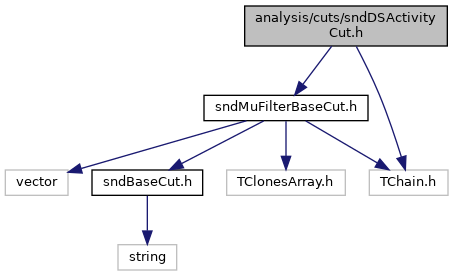 analysis/cuts/sndDSActivity
Cut.h
sndMuFilterBaseCut.h
vector
sndBaseCut.h
TClonesArray.h
TChain.h
string